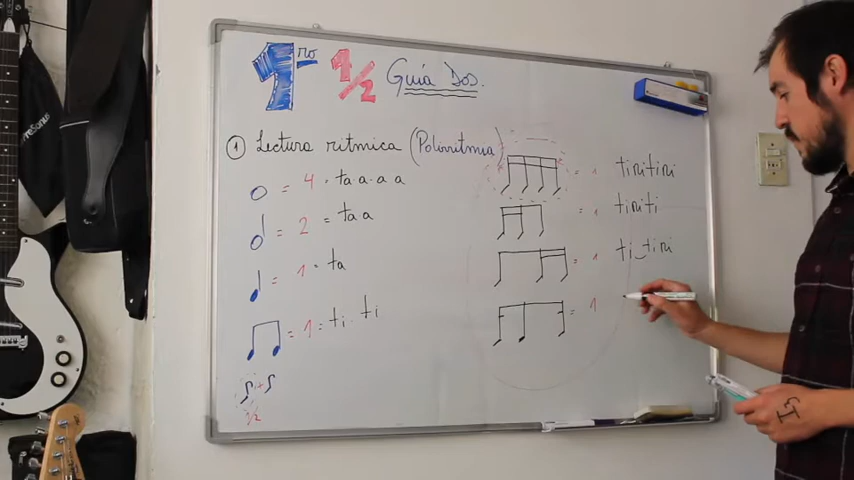 1ro 1/2 Guía Dos.
① Lectura rítmica (Polirritmia)
= 4 · ta a·a·a
= 2 = ta a
= 1 · ta
= 1 = ti · ti
+
1/2
= 1 tiritiri
= 1 tiriti
= 1 ti‿tiri
= 1